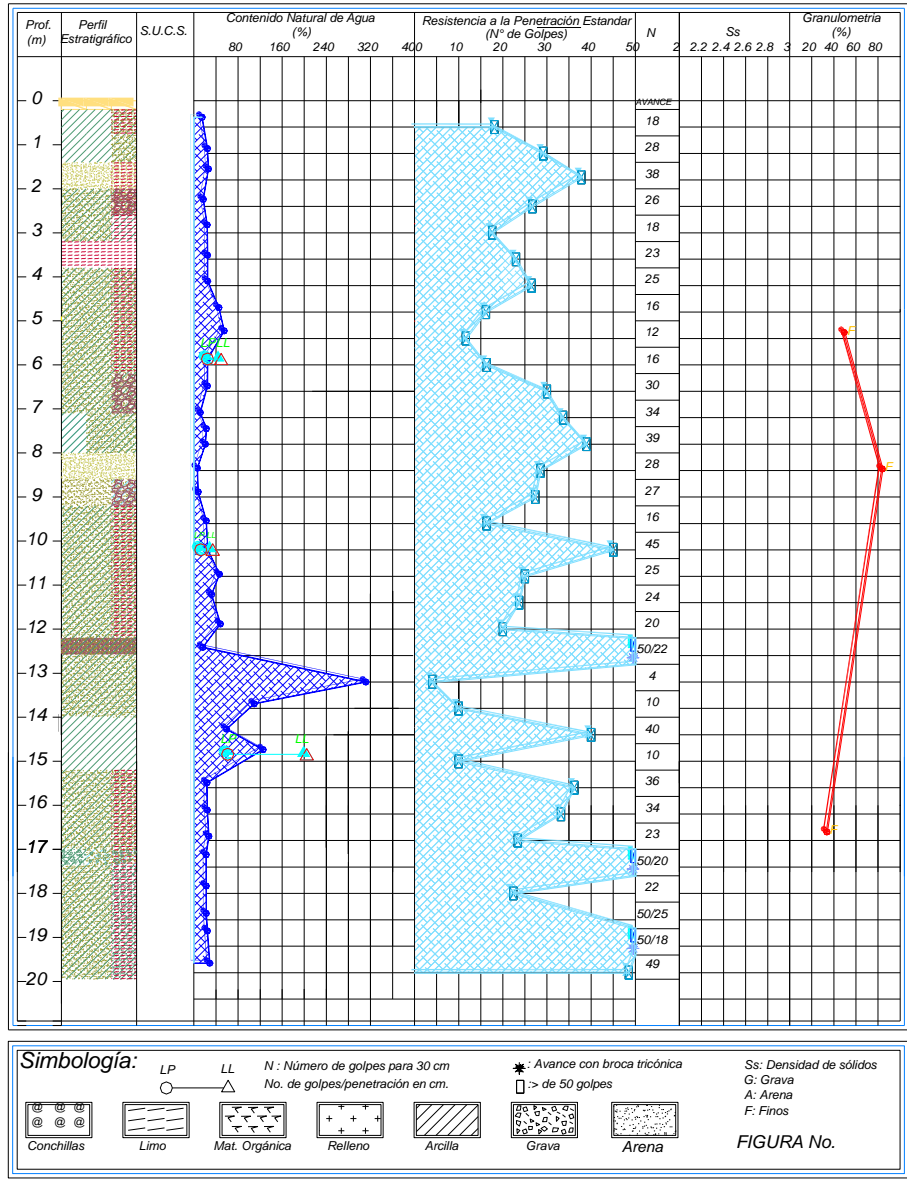 Prof. (m)
Perfil Estratigráfico
S.U.C.S.
Contenido Natural de Agua (%)
80 160 240 320 400
Resistencia a la Penetración Estandar (N° de Golpes)
10 20 30 40 50
N
Ss
2 2.2 2.4 2.6 2.8 3
Granulometria (%)
20 40 60 80
0
1
2
3
4
5
6
7
8
9
10
11
12
13
14
15
16
17
18
19
20
AVANCE
18
28
38
26
18
23
25
16
12
16
30
34
39
28
27
16
45
25
24
20
50/22
4
10
40
10
36
34
23
50/20
22
50/25
50/18
49
LP LL
LL
LP LL
F
F
F
Simbología:
LP LL
N : Número de golpes para 30 cm
No. de golpes/penetración en cm.
: Avance con broca tricónica
:> de 50 golpes
Ss: Densidad de sólidos
G: Grava
A: Arena
F: Finos
@ @ @
@ @ @
Conchillas
Limo
Mat. Orgánica
Relleno
Arcilla
Grava
Arena
FIGURA No.